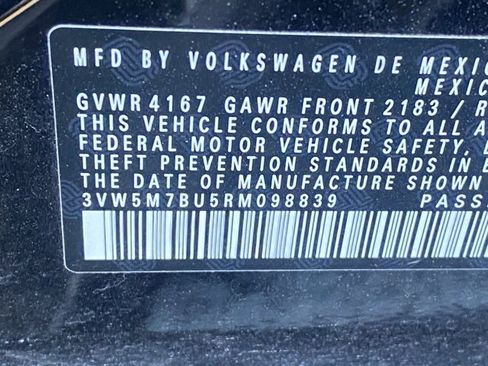 MFD BY VOLKSWAGEN DE MEXIC
MEXIC
GVWR 4167 GAWR FRONT 2183 / R
THIS VEHICLE CONFORMS TO ALL A
FEDERAL MOTOR VEHICLE SAFETY,
THEFT PREVENTION STANDARDS IN E
THE DATE OF MANUFACTURE SHOWN
3VW5M7BU5RM098839 PASS